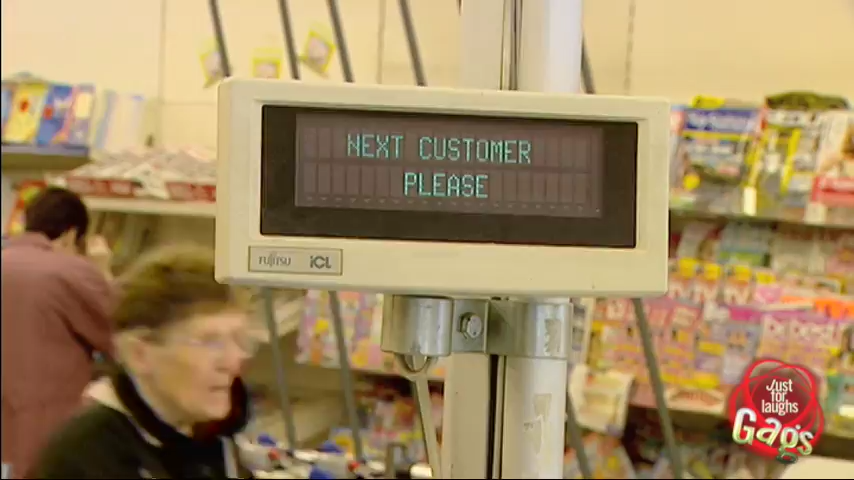 NEXT CUSTOMER
PLEASE
FUJITSU ICL
Just
for
laughs
Gags